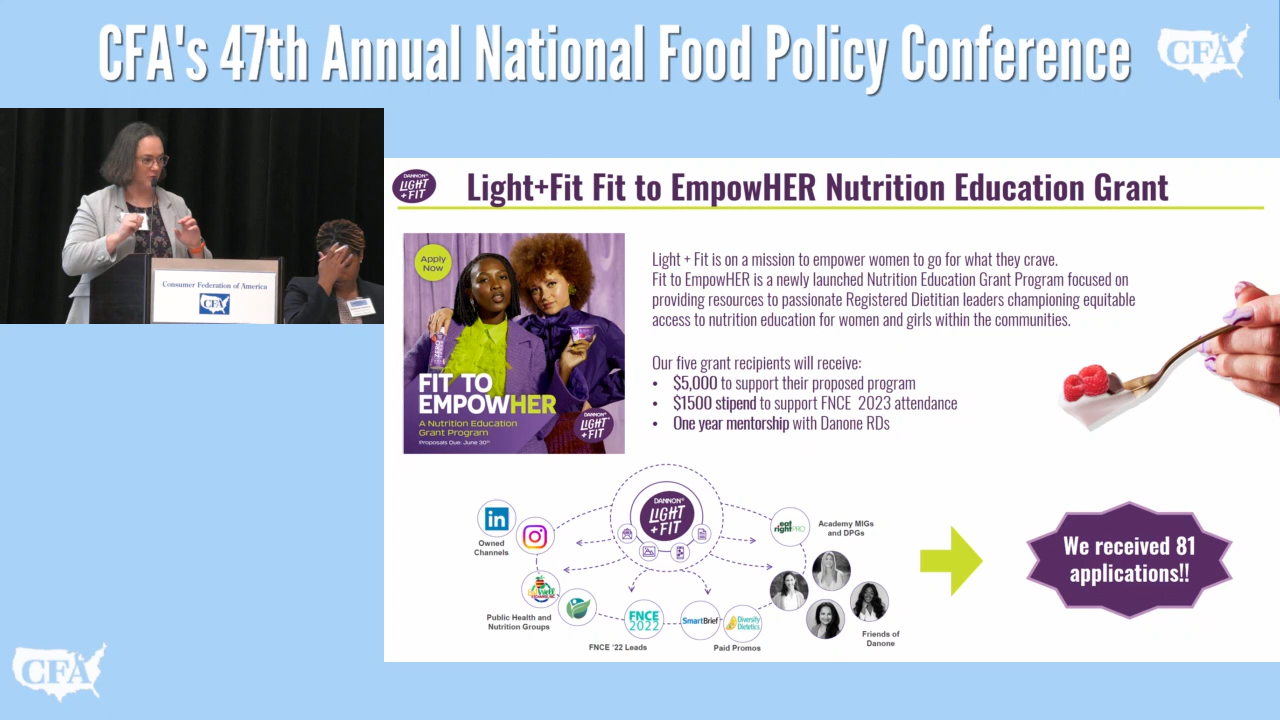 CFA's 47th Annual National Food Policy Conference
CFA
Consumer Federation of America
CFA
DANNON
LIGHT
+FIT
Light+Fit Fit to EmpowHER Nutrition Education Grant
Apply
Now
FIT TO
EMPOWHER
A Nutrition Education
Grant Program
Proposals Due: June 30th
DANNON
LIGHT
+FIT
Light + Fit is on a mission to empower women to go for what they crave.
Fit to EmpowHER is a newly launched Nutrition Education Grant Program focused on
providing resources to passionate Registered Dietitian leaders championing equitable
access to nutrition education for women and girls within the communities.
Our five grant recipients will receive:
• $5,000 to support their proposed program
• $1500 stipend to support FNCE 2023 attendance
• One year mentorship with Danone RDs
DANNON®
LIGHT
+FIT
in
Owned
Channels
Public Health and
Nutrition Groups
FNCE
2022
FNCE '22 Leads
SmartBrief
Diversify
Dietetics
Paid Promos
eat
rightPRO
Academy MIGs
and DPGs
Friends of
Danone
We received 81
applications!!
CFA